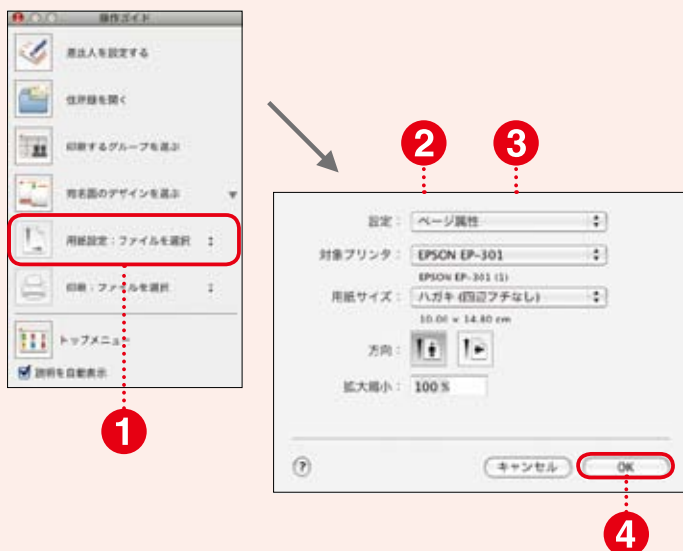 操作ガイド
差出人を設定する
住所録を開く
印刷するグループを選ぶ
宛名面のデザインを選ぶ
用紙設定：ファイルを選択
印刷：ファイルを選択
トップメニュー
説明を自動表示
1
2
3
設定： ページ属性
対象プリンタ： EPSON EP-301
EPSON EP-301 (1)
用紙サイズ： ハガキ (四辺フチなし)
10.00 × 14.80 cm
方向：
拡大縮小： 100 %
?
キャンセル
OK
4